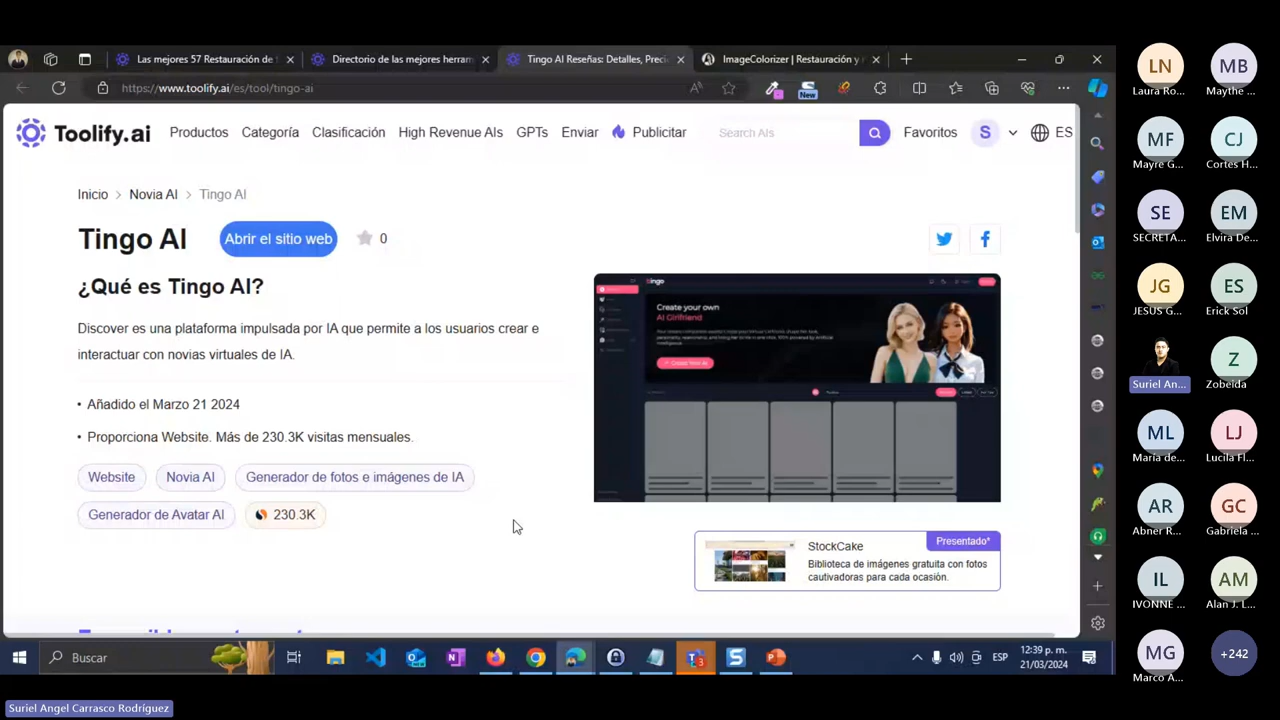 Las mejores 57 Restauración de
Directorio de las mejores herram
Tingo AI Reseñas: Detalles, Preci
ImageColorizer | Restauración y
https://www.toolify.ai/es/tool/tingo-ai
New
Toolify.ai
Productos
Categoría
Clasificación
High Revenue AIs
GPTs
Enviar
Publicitar
Search AIs
Favoritos
S
ES
Inicio > Novia AI > Tingo AI
Tingo AI
Abrir el sitio web
0
¿Qué es Tingo AI?
Discover es una plataforma impulsada por IA que permite a los usuarios crear e
interactuar con novias virtuales de IA.
• Añadido el Marzo 21 2024
• Proporciona Website. Más de 230.3K visitas mensuales.
Website
Novia AI
Generador de fotos e imágenes de IA
Generador de Avatar AI
230.3K
Create your own
AI Girlfriend
StockCake
Presentado*
Biblioteca de imágenes gratuita con fotos
cautivadoras para cada ocasión.
Buscar
ESP
12:39 p. m.
21/03/2024
Suriel Angel Carrasco Rodríguez
LN
Laura Ro...
MB
Maythe ...
MF
Mayre G...
CJ
Cortes H...
SE
SECRETA...
EM
Elvira De...
JG
JESUS G...
ES
Erick Sol
Suriel An...
Z
Zobeida
ML
Maria de...
LJ
Lucila Fl...
AR
Abner R...
GC
Gabriela ...
IL
IVONNE ...
AM
Alan J. L...
MG
Marco A...
+242